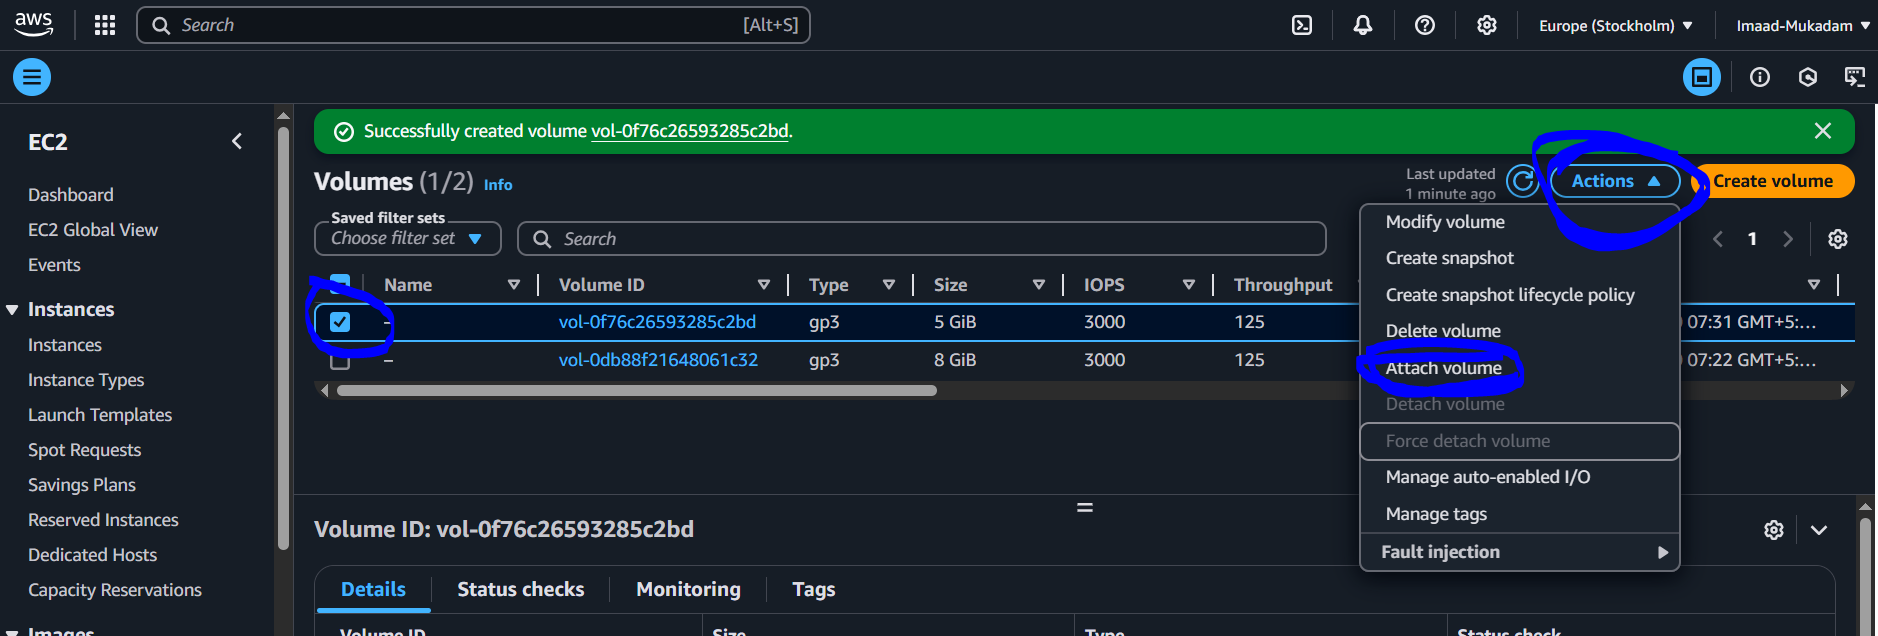 aws
Search [Alt+S]
Europe (Stockholm) ▼
Imaad-Mukadam ▼
EC2
Dashboard
EC2 Global View
Events
Instances
Instances
Instance Types
Launch Templates
Spot Requests
Savings Plans
Reserved Instances
Dedicated Hosts
Capacity Reservations
Images
Successfully created volume vol-0f76c26593285c2bd.
Volumes (1/2) Info
Last updated
1 minute ago
Actions
Create volume
Saved filter sets
Choose filter set
Search
1
Name Volume ID Type Size IOPS Throughput
– vol-0f76c26593285c2bd gp3 5 GiB 3000 125 07:31 GMT+5:...
– vol-0db88f21648061c32 gp3 8 GiB 3000 125 07:22 GMT+5:...
Modify volume
Create snapshot
Create snapshot lifecycle policy
Delete volume
Attach volume
Detach volume
Force detach volume
Manage auto-enabled I/O
Manage tags
Fault injection
Volume ID: vol-0f76c26593285c2bd
Details Status checks Monitoring Tags
Volume ID Size Type Status check